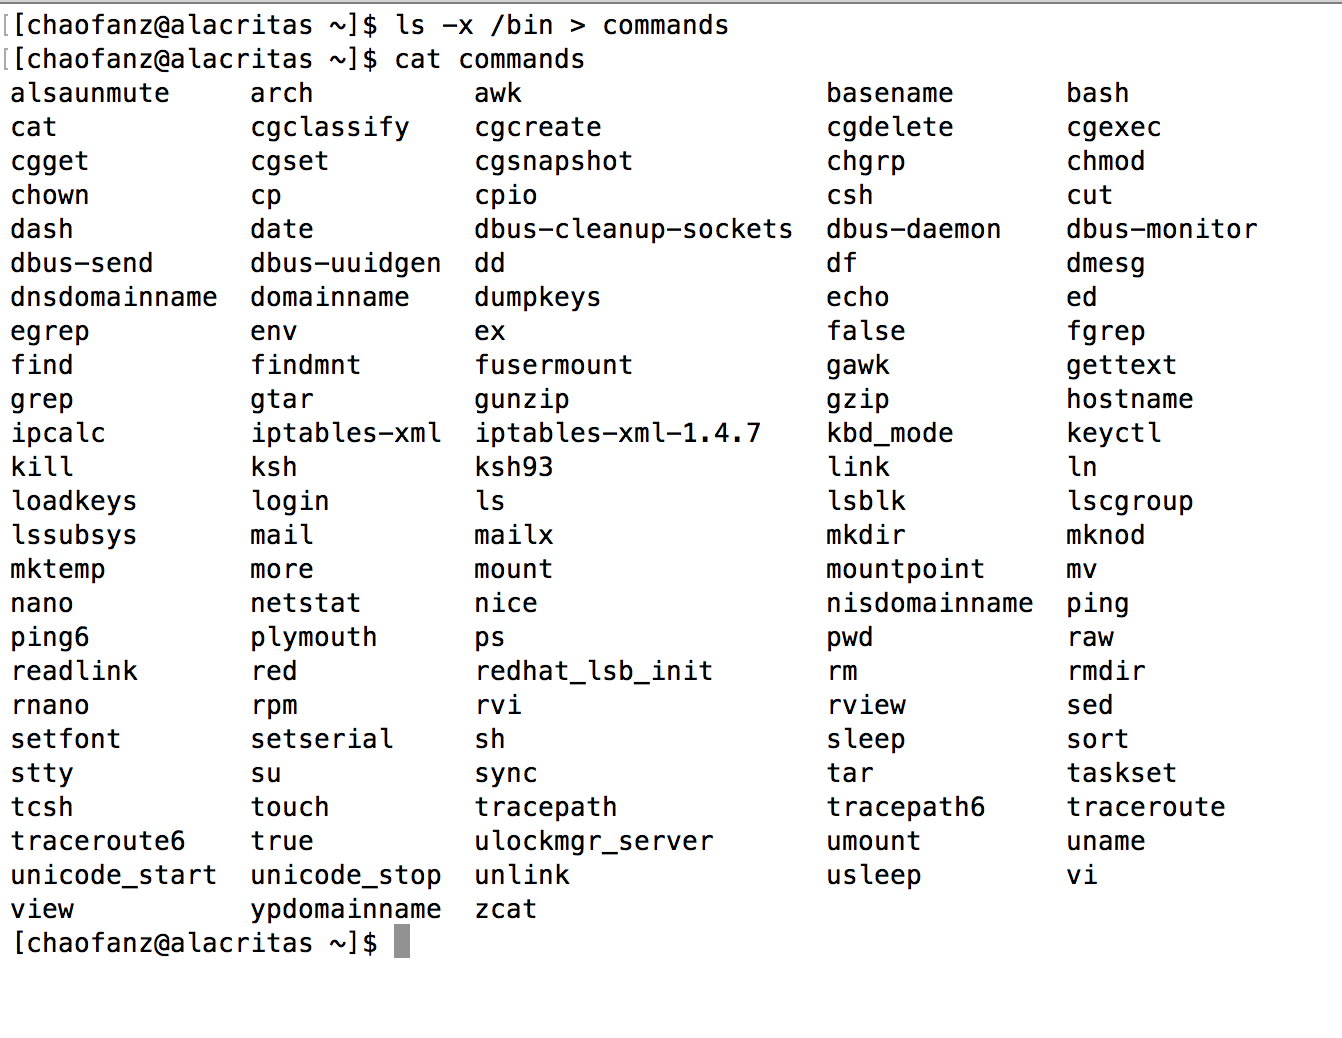 [[chaofanz@alacritas ~]$ ls -x /bin > commands
[[chaofanz@alacritas ~]$ cat commands
alsaunmute arch awk basename bash
cat cgclassify cgcreate cgdelete cgexec
cgget cgset cgsnapshot chgrp chmod
chown cp cpio csh cut
dash date dbus-cleanup-sockets dbus-daemon dbus-monitor
dbus-send dbus-uuidgen dd df dmesg
dnsdomainname domainname dumpkeys echo ed
egrep env ex false fgrep
find findmnt fusermount gawk gettext
grep gtar gunzip gzip hostname
ipcalc iptables-xml iptables-xml-1.4.7 kbd_mode keyctl
kill ksh ksh93 link ln
loadkeys login ls lsblk lscgroup
lssubsys mail mailx mkdir mknod
mktemp more mount mountpoint mv
nano netstat nice nisdomainname ping
ping6 plymouth ps pwd raw
readlink red redhat_lsb_init rm rmdir
rnano rpm rvi rview sed
setfont setserial sh sleep sort
stty su sync tar taskset
tcsh touch tracepath tracepath6 traceroute
traceroute6 true ulockmgr_server umount uname
unicode_start unicode_stop unlink usleep vi
view ypdomainname zcat
[chaofanz@alacritas ~]$